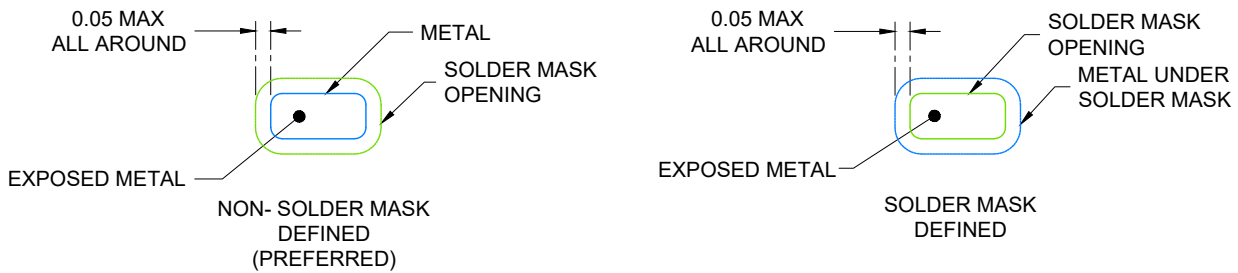 0.05 MAX
ALL AROUND
METAL
SOLDER MASK
OPENING
EXPOSED METAL
NON- SOLDER MASK
DEFINED
(PREFERRED)
0.05 MAX
ALL AROUND
SOLDER MASK
OPENING
METAL UNDER
SOLDER MASK
EXPOSED METAL
SOLDER MASK
DEFINED